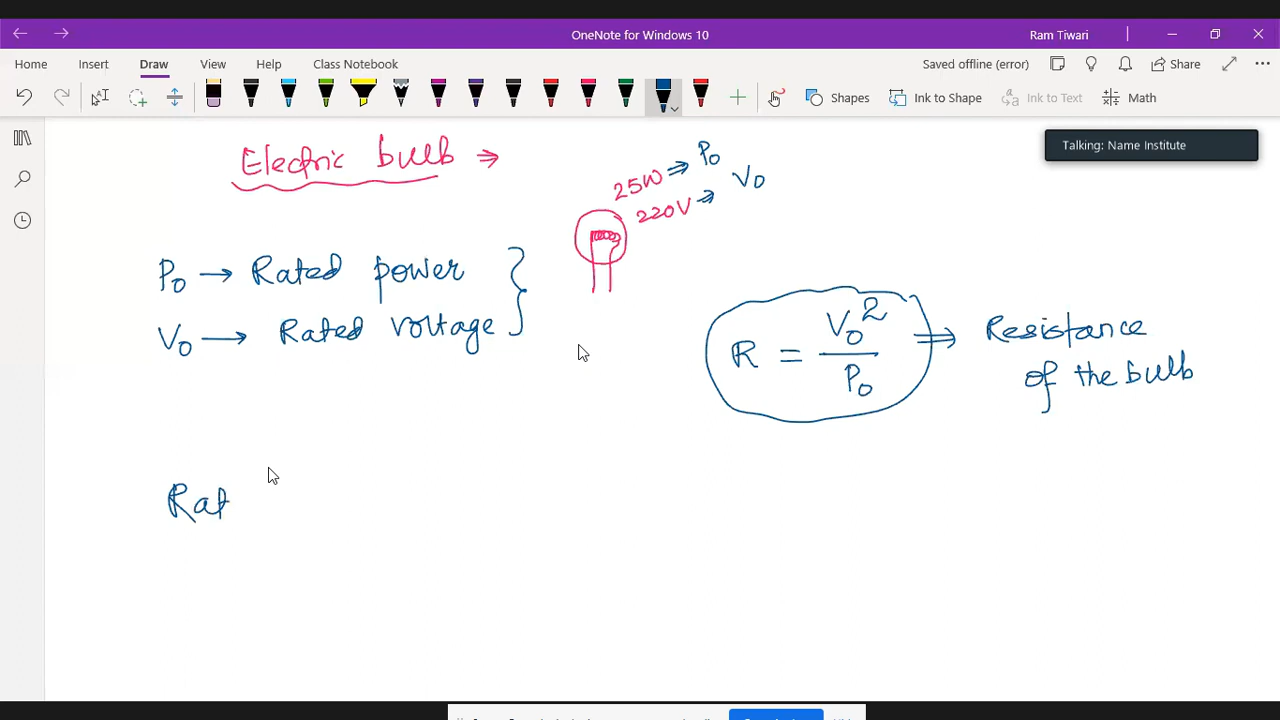 OneNote for Windows 10
Ram Tiwari
Home Insert Draw View Help Class Notebook
Saved offline (error)
Share
Shapes
Ink to Shape
Ink to Text
Math
Talking: Name Institute
Electric bulb ⇒
25W ⇒ P₀
220V → V₀
P₀ → Rated power
V₀ → Rated voltage
R = V₀²/P₀ ⇒ Resistance
of the bulb
Rat